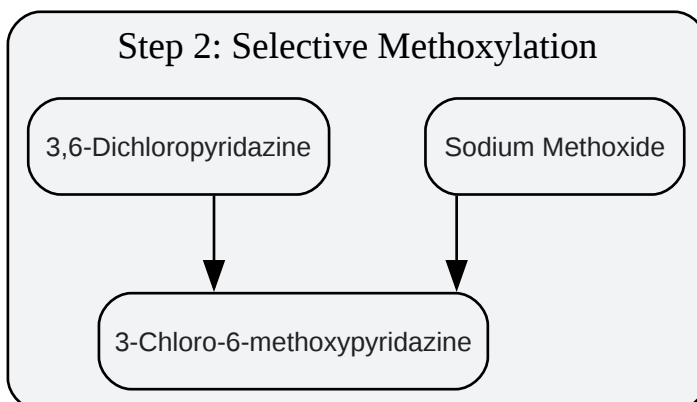 Step 2: Selective Methoxylation
3,6-Dichloropyridazine
Sodium Methoxide
3-Chloro-6-methoxypyridazine